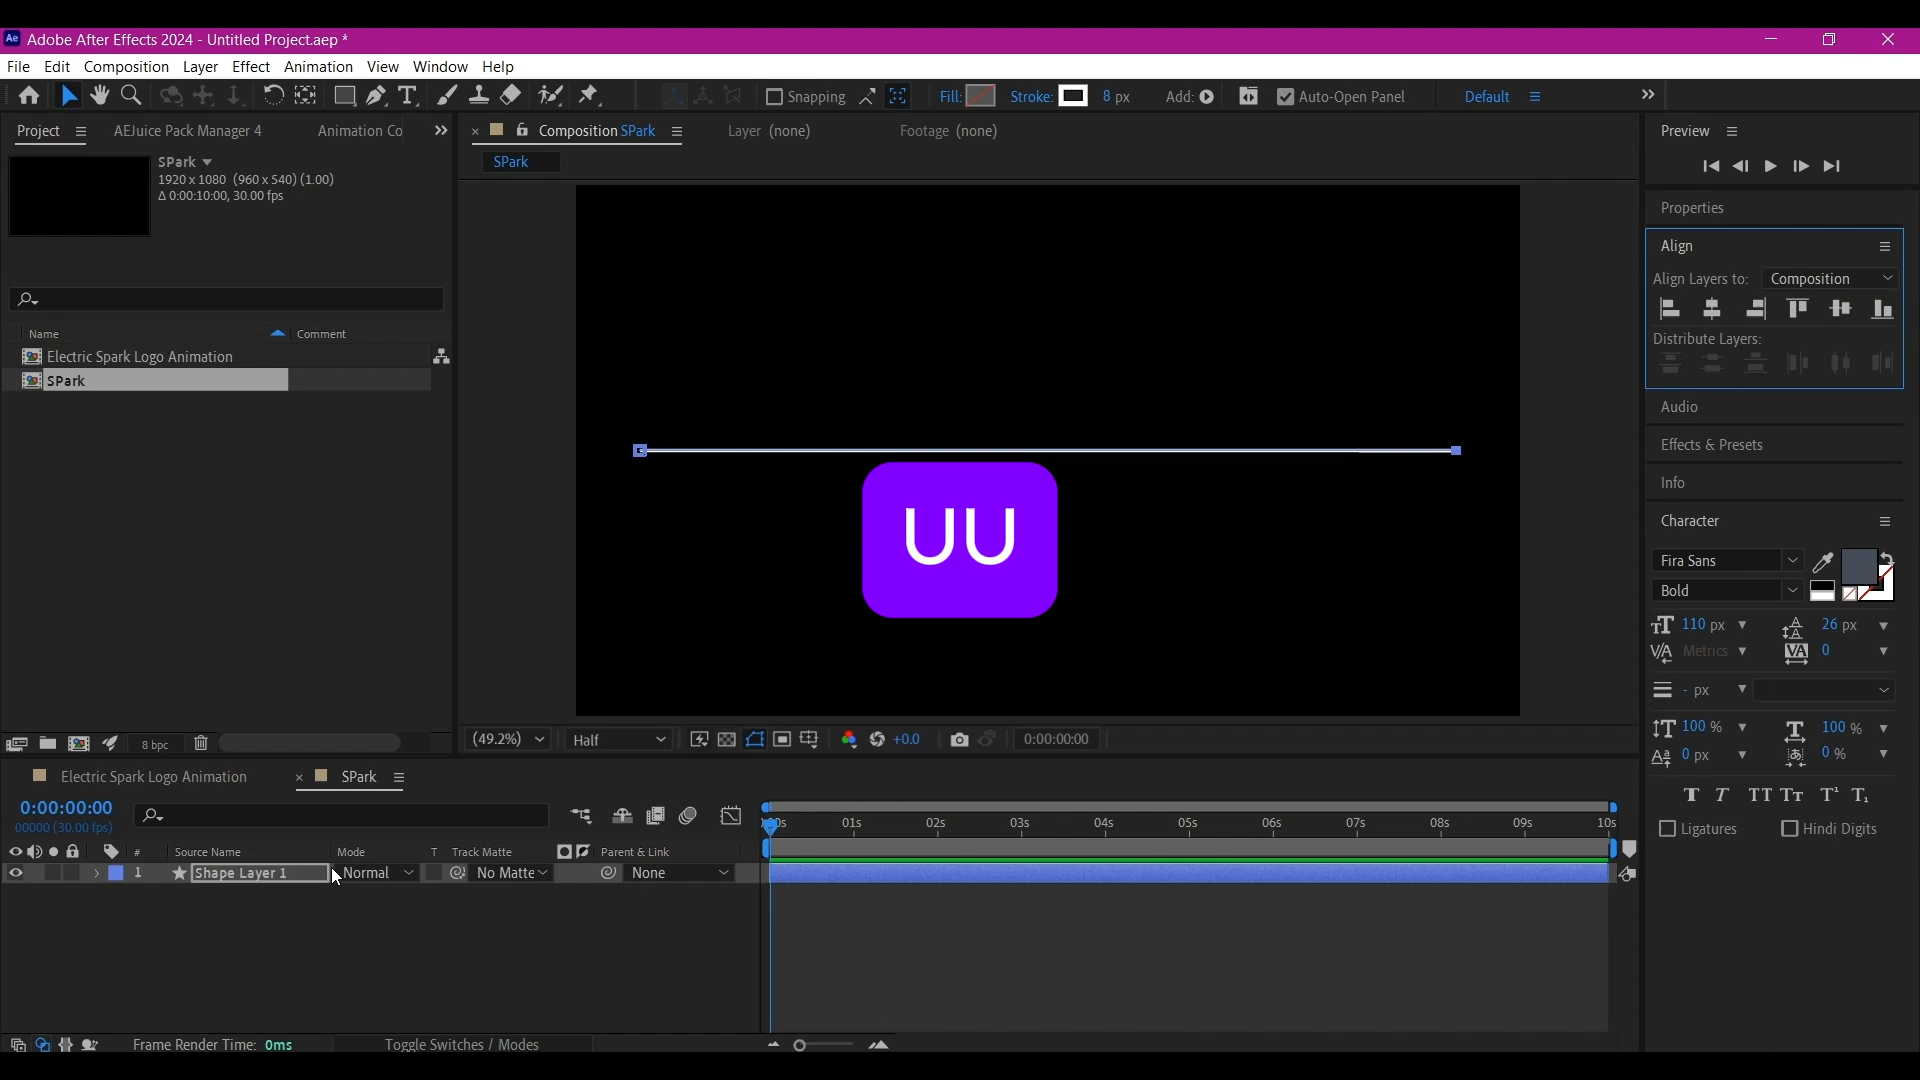 Ae Adobe After Effects 2024 - Untitled Project.aep *
File Edit Composition Layer Effect Animation View Window Help
Snapping Fill: Stroke: 8 px Add: Auto-Open Panel Default
Project AEJuice Pack Manager 4 Animation Co
SPark
1920 x 1080 (960 x 540) (1.00)
Δ 0:00:10:00, 30.00 fps
Name Comment
Electric Spark Logo Animation
SPark
8 bpc
Composition SPark Layer (none) Footage (none)
SPark
UU
(49.2%) Half +0.0 0:00:00:00
Preview
Properties
Align
Align Layers to: Composition
Distribute Layers:
Audio
Effects & Presets
Info
Character
Fira Sans
Bold
110 px 26 px
Metrics 0
- px
100 % 100 %
0 px 0 %
T T TT Tт T¹ T₁
Ligatures Hindi Digits
Electric Spark Logo Animation SPark
0:00:00:00
00000 (30.00 fps)
# Source Name Mode T Track Matte Parent & Link
1 Shape Layer 1 Normal No Matte None
01s 02s 03s 04s 05s 06s 07s 08s 09s 10s
Frame Render Time: 0ms Toggle Switches / Modes